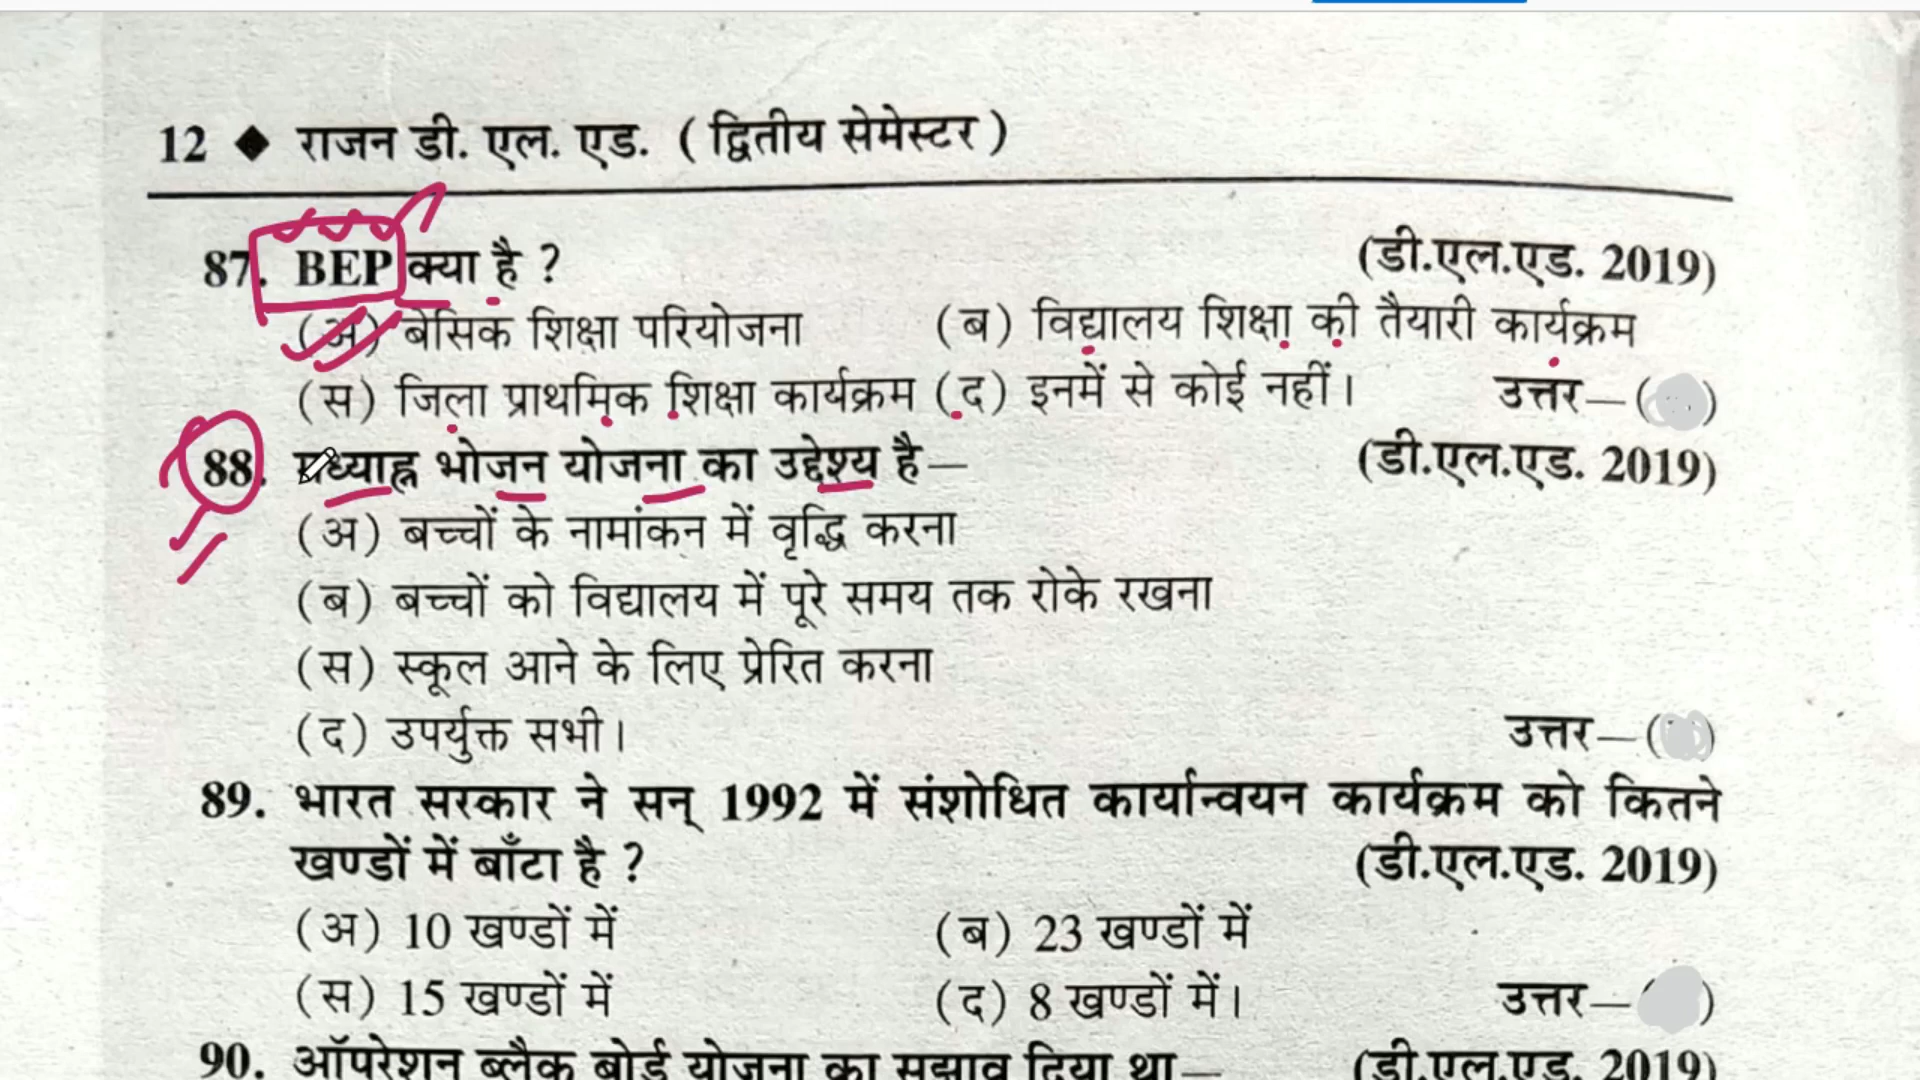 12 ◆ राजन डी. एल. एड. ( द्वितीय सेमेस्टर )
87. BEP क्या है ? (डी.एल.एड. 2019)
(अ) बेसिक शिक्षा परियोजना (ब) विद्यालय शिक्षा की तैयारी कार्यक्रम
(स) जिला प्राथमिक शिक्षा कार्यक्रम (द) इनमें से कोई नहीं। उत्तर—( )
88. मध्याह्न भोजन योजना का उद्देश्य है— (डी.एल.एड. 2019)
(अ) बच्चों के नामांकन में वृद्धि करना
(ब) बच्चों को विद्यालय में पूरे समय तक रोके रखना
(स) स्कूल आने के लिए प्रेरित करना
(द) उपर्युक्त सभी। उत्तर—( )
89. भारत सरकार ने सन् 1992 में संशोधित कार्यान्वयन कार्यक्रम को कितने
खण्डों में बाँटा है ? (डी.एल.एड. 2019)
(अ) 10 खण्डों में (ब) 23 खण्डों में
(स) 15 खण्डों में (द) 8 खण्डों में। उत्तर—( )
90. ऑपरेशन ब्लैक बोर्ड योजना का सुझाव दिया था— (डी.एल.एड. 2019)